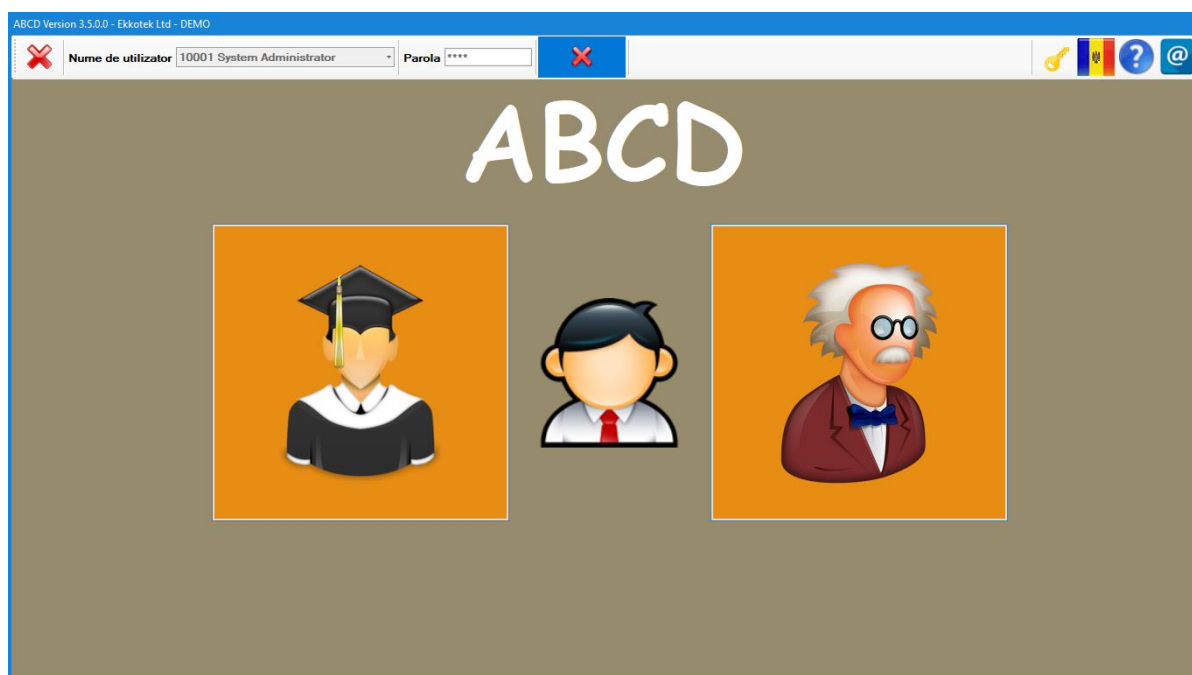 ABCD Version 3.5.0.0 - Ekkotek Ltd - DEMO
Nume de utilizator 10001 System Administrator Parola ****
@
ABCD